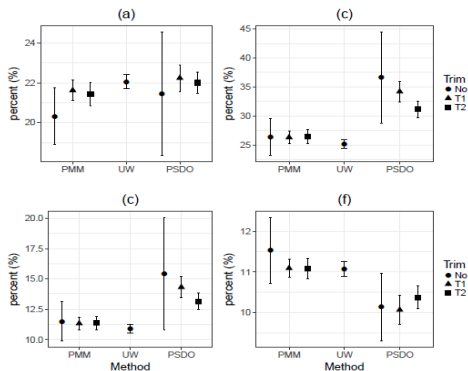 (a)
percent (%)
24
22
20
PMM UW PSDO
(c)
percent (%)
45
40
35
30
25
PMM UW PSDO
Trim
No
T1
T2
(c)
percent (%)
20.0
17.5
15.0
12.5
10.0
PMM UW PSDO
Method
(f)
percent (%)
12
11
10
PMM UW PSDO
Method
Trim
No
T1
T2